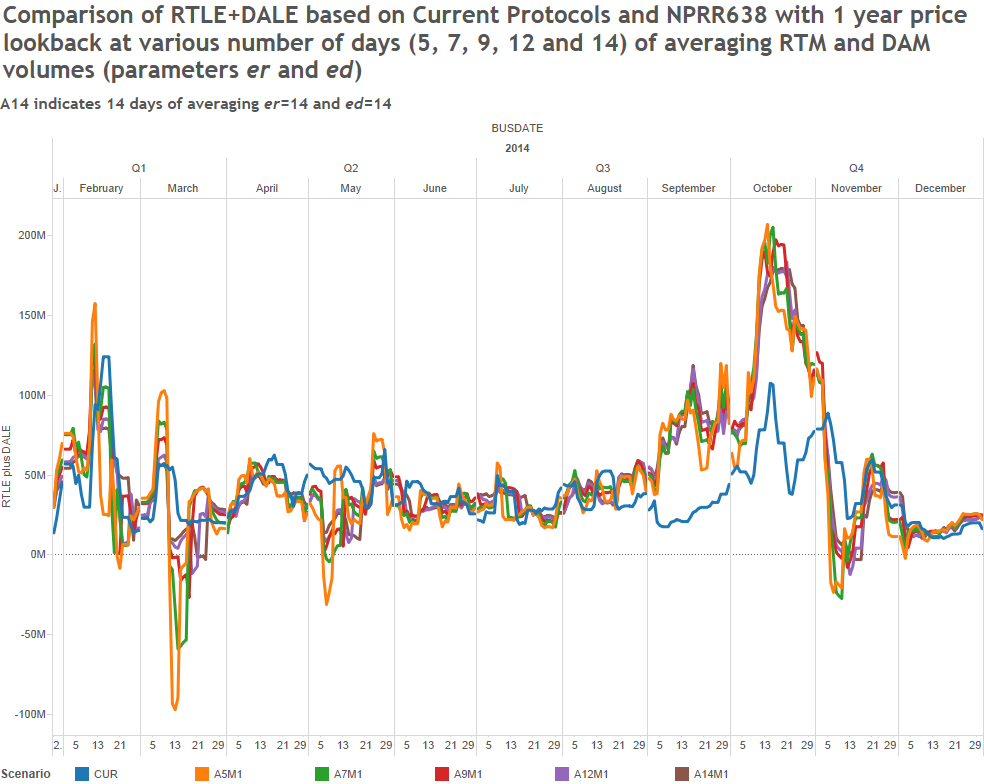 Comparison of RTLE+DALE based on Current Protocols and NPRR638 with 1 year price
lookback at various number of days (5, 7, 9, 12 and 14) of averaging RTM and DAM
volumes (parameters er and ed)
A14 indicates 14 days of averaging er=14 and ed=14
BUSDATE
2014
Q1 Q2 Q3 Q4
J. February March April May June July August September October November December
200M
150M
100M
50M
0M
-50M
-100M
RTLE plus DALE
2. 5 13 21 5 13 21 29 5 13 21 29 5 13 21 29 5 13 21 29 5 13 21 29 5 13 21 29 5 13 21 29 5 13 21 29 5 13 21 29 5 13 21 29
Scenario CUR A5M1 A7M1 A9M1 A12M1 A14M1